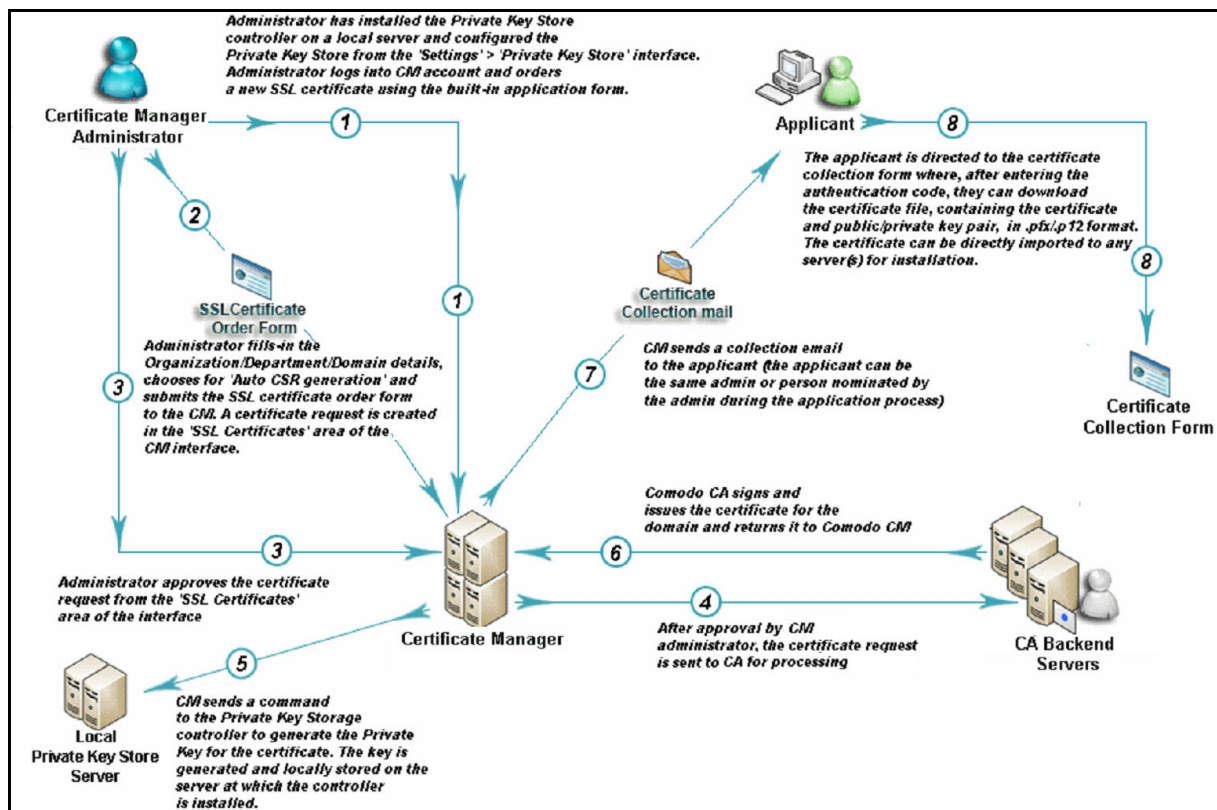 Administrator has installed the Private Key Store
controller on a local server and configured the
Private Key Store from the 'Settings' > 'Private Key Store' interface.
Administrator logs into CM account and orders
a new SSL certificate using the built-in application form.
Certificate Manager
Administrator
1
Applicant
8
The applicant is directed to the certificate
collection form where, after entering the
authentication code, they can download
the certificate file, containing the certificate
and public/private key pair, in .pfx/.p12 format.
The certificate can be directly imported to any
server(s) for installation.
2
8
1
SSLCertificate
Order Form
Certificate
Collection mail
Administrator fills-in the
Organization/Department/Domain details,
chooses for 'Auto CSR generation' and
submits the SSL certificate order form
to the CM. A certificate request is created
in the 'SSL Certificates' area of the
CM interface.
3
7
CM sends a collection email
to the applicant (the applicant can be
the same admin or person nominated by
the admin during the application process)
Certificate
Collection Form
Comodo CA signs and
issues the certificate for the
domain and returns it to Comodo CM
3
6
Administrator approves the certificate
request from the 'SSL Certificates'
area of the interface
4
Certificate Manager
After approval by CM
administrator, the certificate request
is sent to CA for processing
CA Backend
Servers
5
CM sends a command
to the Private Key Storage
controller to generate the Private
Key for the certificate. The key is
generated and locally stored on the
server at which the controller
is installed.
Local
Private Key Store
Server